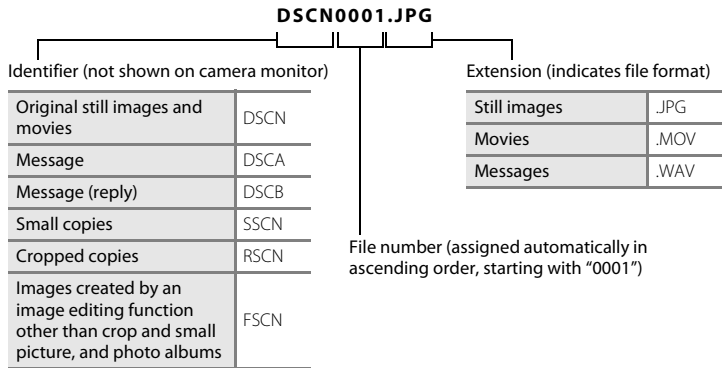 DSCN0001.JPG
Identifier (not shown on camera monitor)
Original still images and
movies
DSCN
Message
DSCA
Message (reply)
DSCB
Small copies
SSCN
Cropped copies
RSCN
Images created by an
image editing function
other than crop and small
picture, and photo albums
FSCN
Extension (indicates file format)
Still images
.JPG
Movies
.MOV
Messages
.WAV
File number (assigned automatically in
ascending order, starting with “0001”)